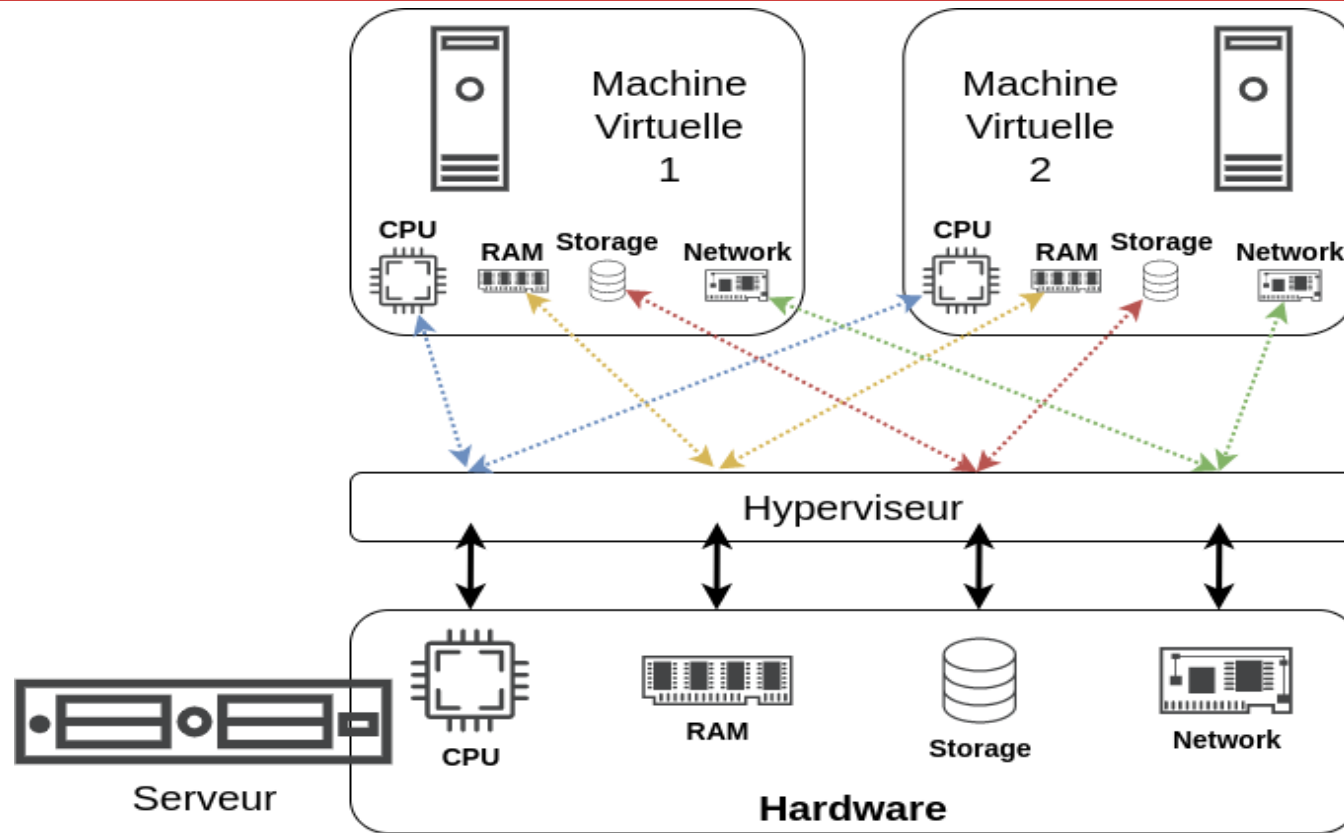 Machine
Virtuelle
1
CPU
RAM
Storage
Network
Machine
Virtuelle
2
CPU
RAM
Storage
Network
Hyperviseur
CPU
RAM
Storage
Network
Serveur
Hardware